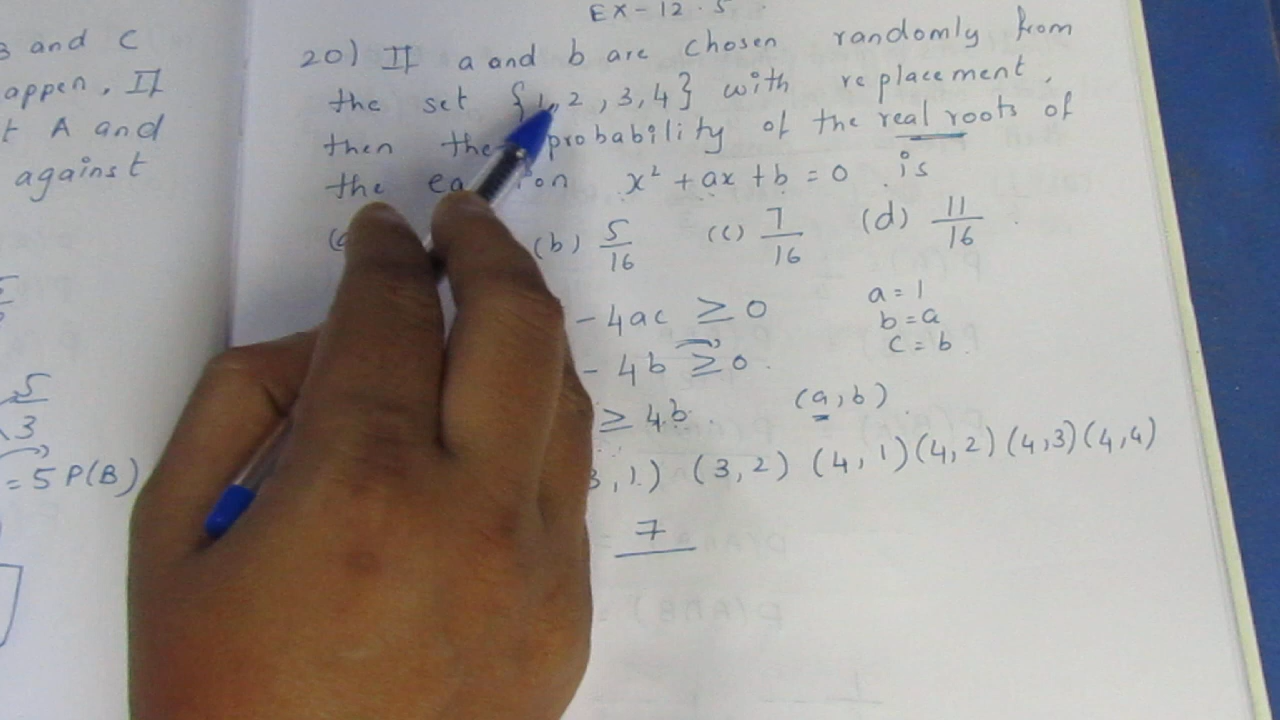 EX-12.5
20) If a and b are chosen randomly from
the set {1,2,3,4} with replacement,
then the probability of the real roots of
the x² + ax + b = 0 is
(b) 5/16 (c) 7/16 (d) 11/16
- 4ac ≥ 0
- 4b ≥ 0
≥ 4b
a = 1
b = a
c = b
(a,b)
3,1) (3,2) (4,1) (4,2) (4,3) (4,4)
7
B and C
appen, If
t A and
against
5
3
= 5 P(B)